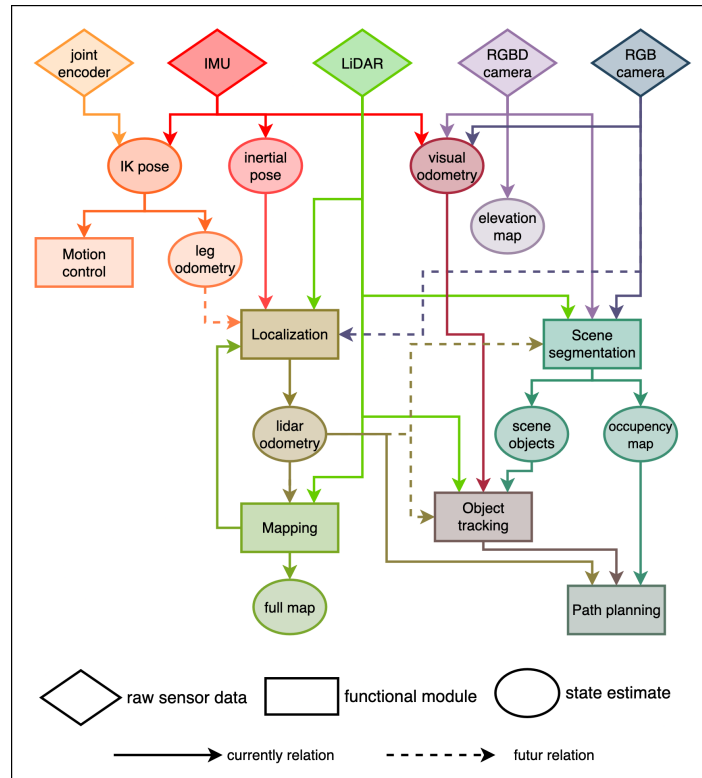 joint
encoder
IMU
LiDAR
RGBD
camera
RGB
camera
IK pose
inertial
pose
visual
odometry
elevation
map
Motion
control
leg
odometry
Localization
Scene
segmentation
lidar
odometry
scene
objects
occupency
map
Mapping
Object
tracking
full map
Path planning
raw sensor data
functional module
state estimate
currently relation
futur relation